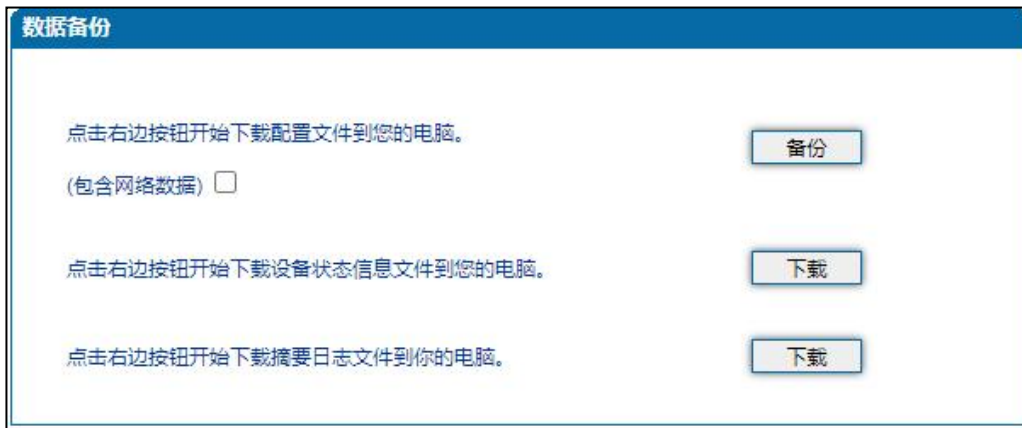 数据备份
点击右边按钮开始下载配置文件到您的电脑。
备份
(包含网络数据)
点击右边按钮开始下载设备状态信息文件到您的电脑。
下载
点击右边按钮开始下载摘要日志文件到你的电脑。
下载